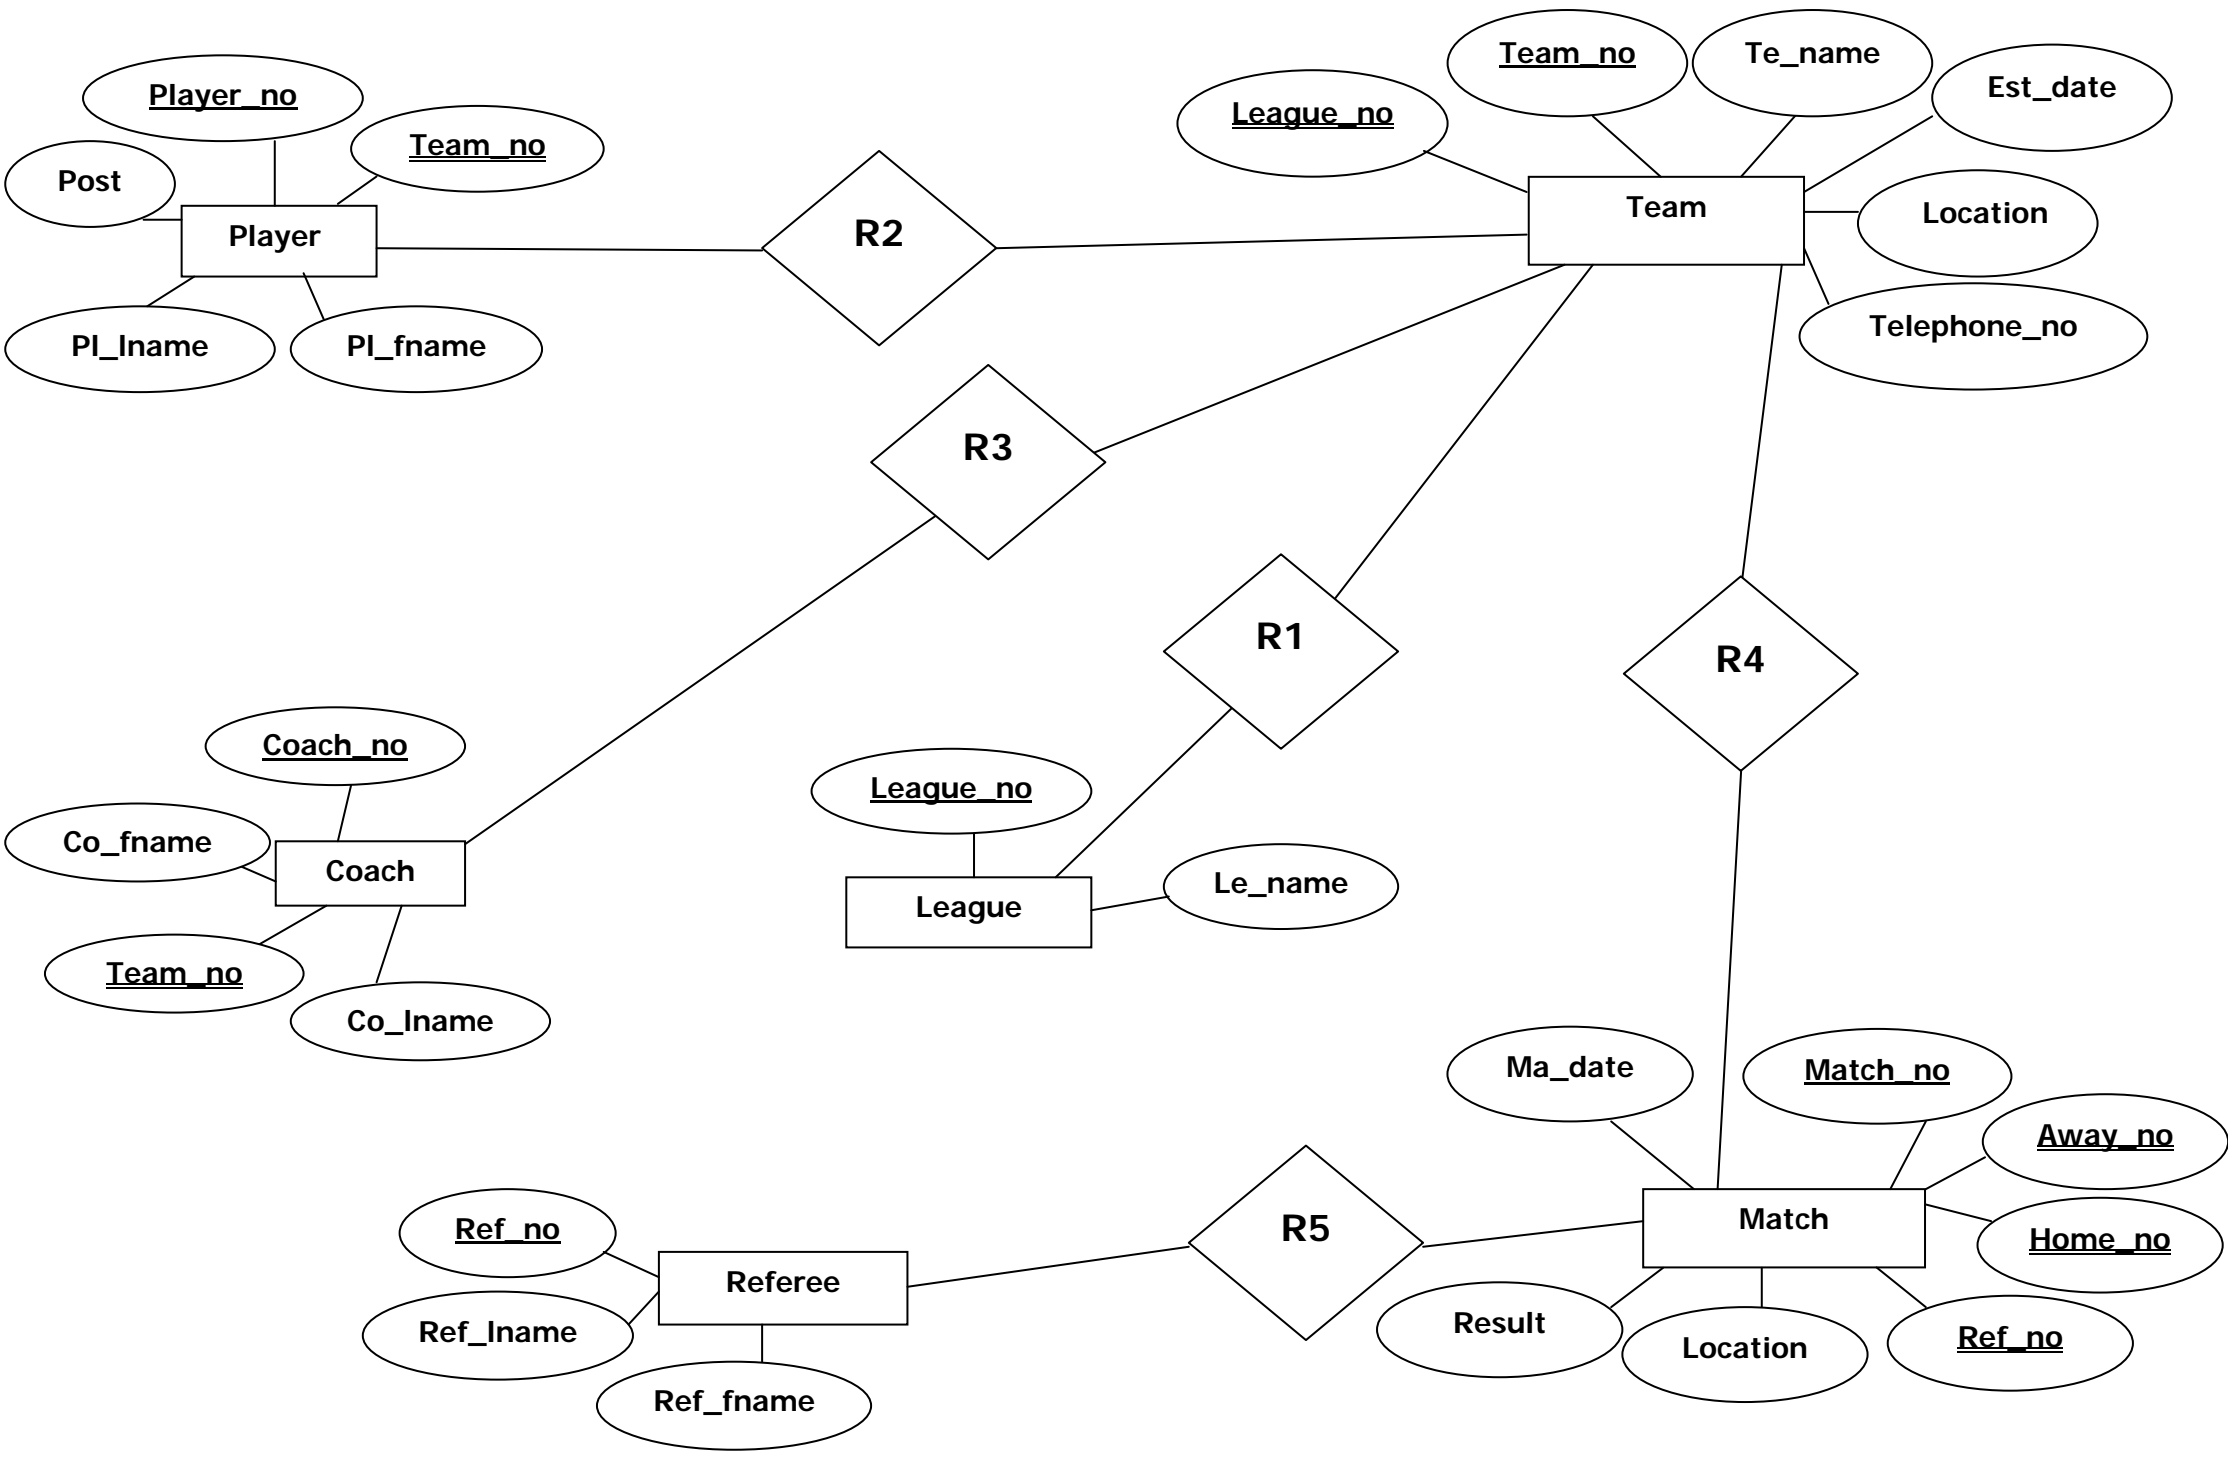 Team_no
Te_name
Est_date
Player_no
League_no
Team_no
Post
Team
Location
Player
R2
Telephone_no
Pl_lname
Pl_fname
R3
R1
R4
Coach_no
League_no
Co_fname
Coach
Le_name
League
Team_no
Co_lname
Ma_date
Match_no
Away_no
Ref_no
R5
Match
Home_no
Referee
Ref_lname
Result
Location
Ref_no
Ref_fname